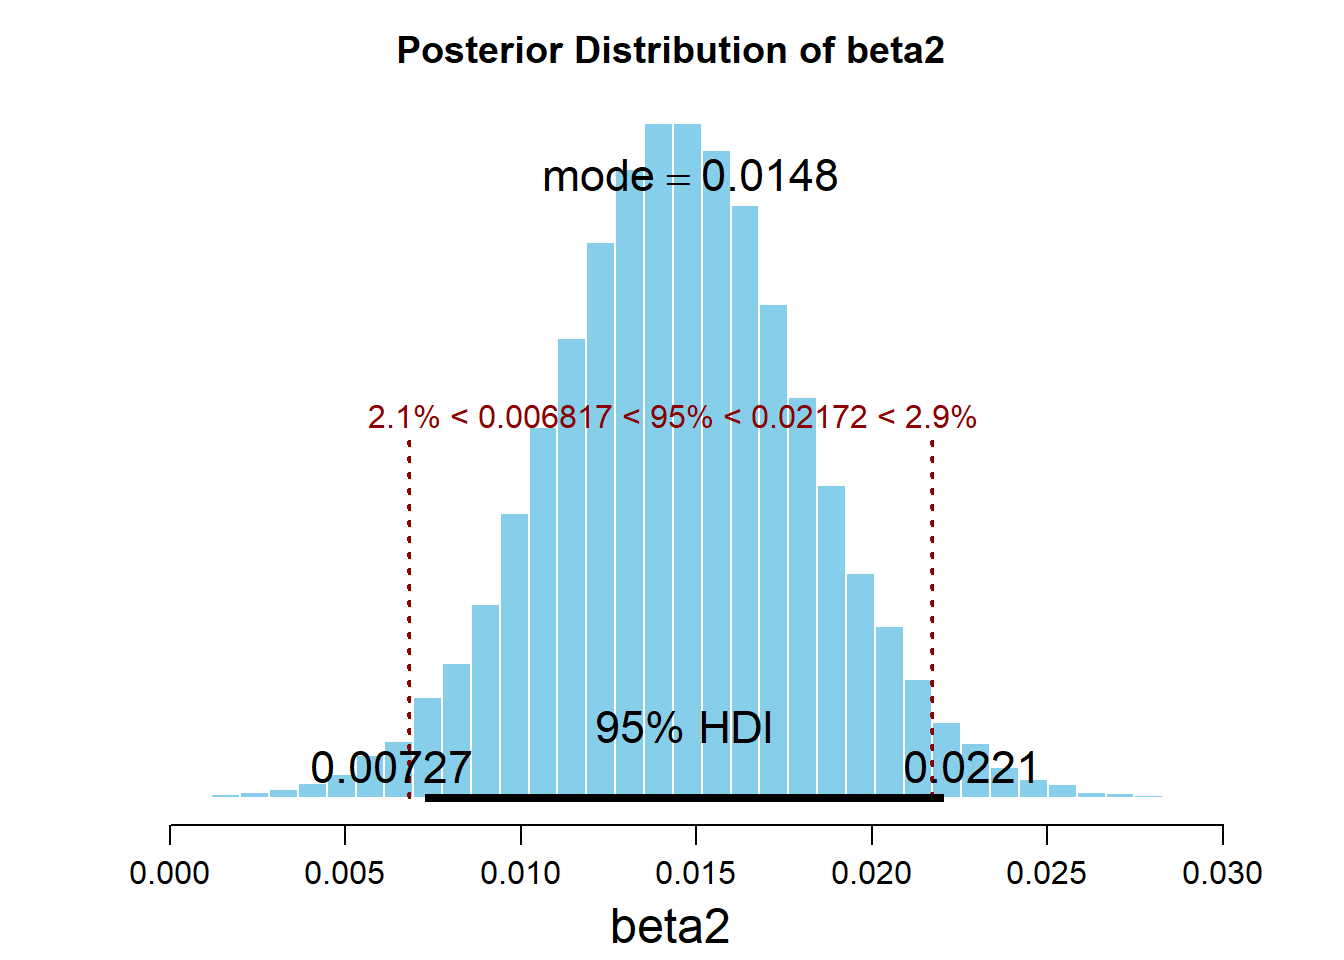 Posterior Distribution of beta2
mode = 0.0148
2.1% < 0.006817 < 95% < 0.02172 < 2.9%
95% HDI
0.00727 0.0221
0.000 0.005 0.010 0.015 0.020 0.025 0.030
beta2